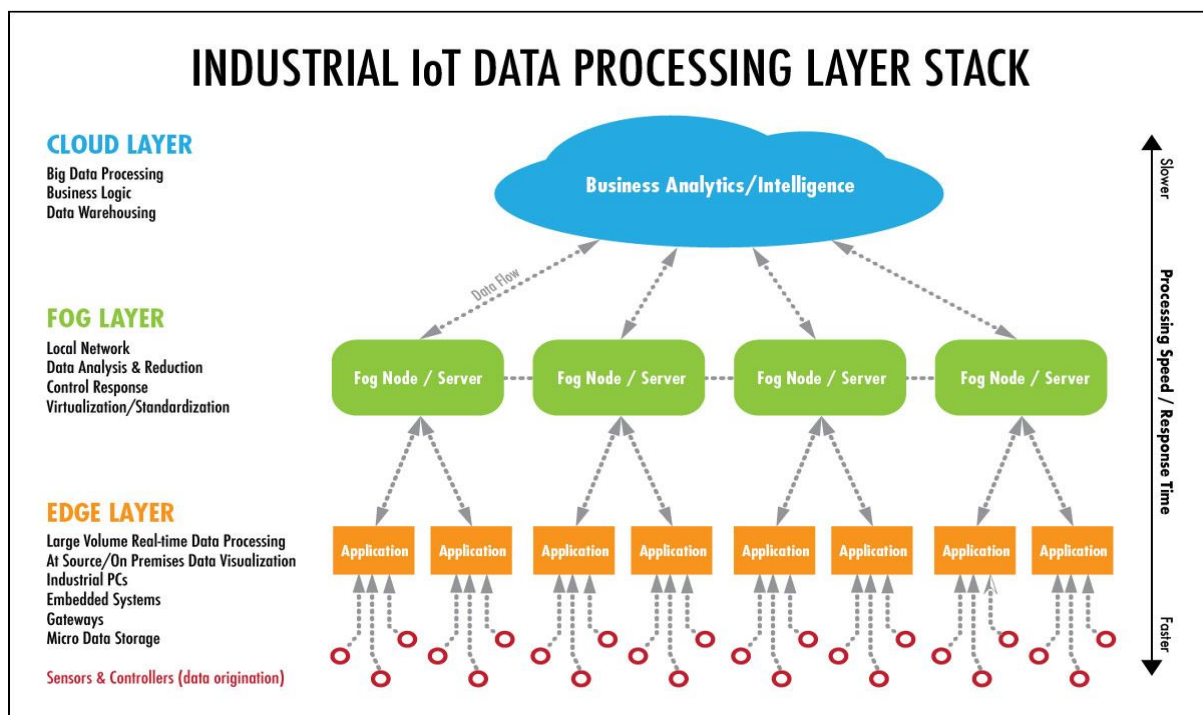 INDUSTRIAL IoT DATA PROCESSING LAYER STACK
CLOUD LAYER
Big Data Processing
Business Logic
Data Warehousing
Business Analytics/Intelligence
Slower
Data Flow
FOG LAYER
Local Network
Data Analysis & Reduction
Control Response
Virtualization/Standardization
Fog Node / Server
Fog Node / Server
Fog Node / Server
Fog Node / Server
Processing Speed / Response Time
EDGE LAYER
Large Volume Real-time Data Processing
At Source/On Premises Data Visualization
Industrial PCs
Embedded Systems
Gateways
Micro Data Storage
Application
Application
Application
Application
Application
Application
Application
Application
Faster
Sensors & Controllers (data origination)